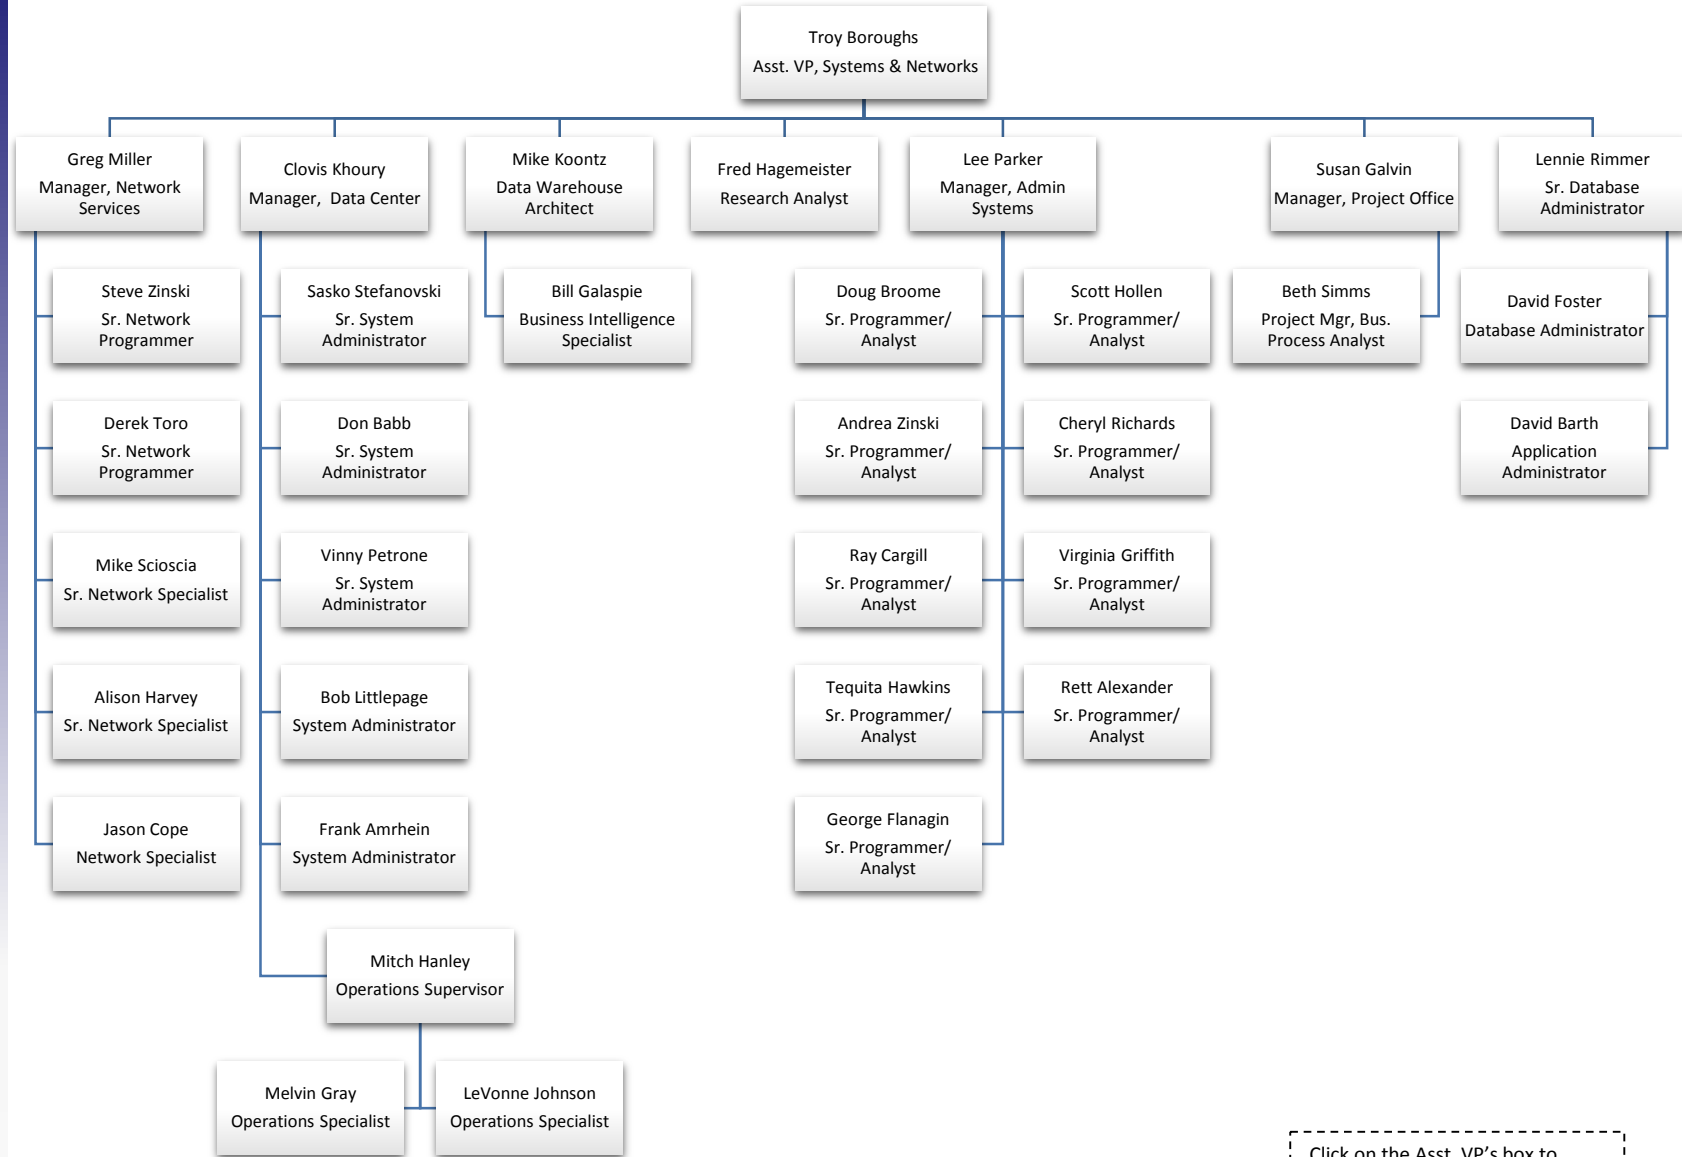 Troy Boroughs
Asst. VP, Systems & Networks
Greg Miller
Manager, Network
Services
Clovis Khoury
Manager, Data Center
Mike Koontz
Data Warehouse
Architect
Fred Hagemeister
Research Analyst
Lee Parker
Manager, Admin
Systems
Susan Galvin
Manager, Project Office
Lennie Rimmer
Sr. Database
Administrator
Steve Zinski
Sr. Network
Programmer
Sasko Stefanovski
Sr. System
Administrator
Bill Galaspie
Business Intelligence
Specialist
Doug Broome
Sr. Programmer/
Analyst
Scott Hollen
Sr. Programmer/
Analyst
Beth Simms
Project Mgr, Bus.
Process Analyst
David Foster
Database Administrator
Derek Toro
Sr. Network
Programmer
Don Babb
Sr. System
Administrator
Andrea Zinski
Sr. Programmer/
Analyst
Cheryl Richards
Sr. Programmer/
Analyst
David Barth
Application
Administrator
Mike Scioscia
Sr. Network Specialist
Vinny Petrone
Sr. System
Administrator
Ray Cargill
Sr. Programmer/
Analyst
Virginia Griffith
Sr. Programmer/
Analyst
Alison Harvey
Sr. Network Specialist
Bob Littlepage
System Administrator
Tequita Hawkins
Sr. Programmer/
Analyst
Rett Alexander
Sr. Programmer/
Analyst
Jason Cope
Network Specialist
Frank Amrhein
System Administrator
George Flanagin
Sr. Programmer/
Analyst
Mitch Hanley
Operations Supervisor
Melvin Gray
Operations Specialist
LeVonne Johnson
Operations Specialist
Click on the Asst. VP's box to